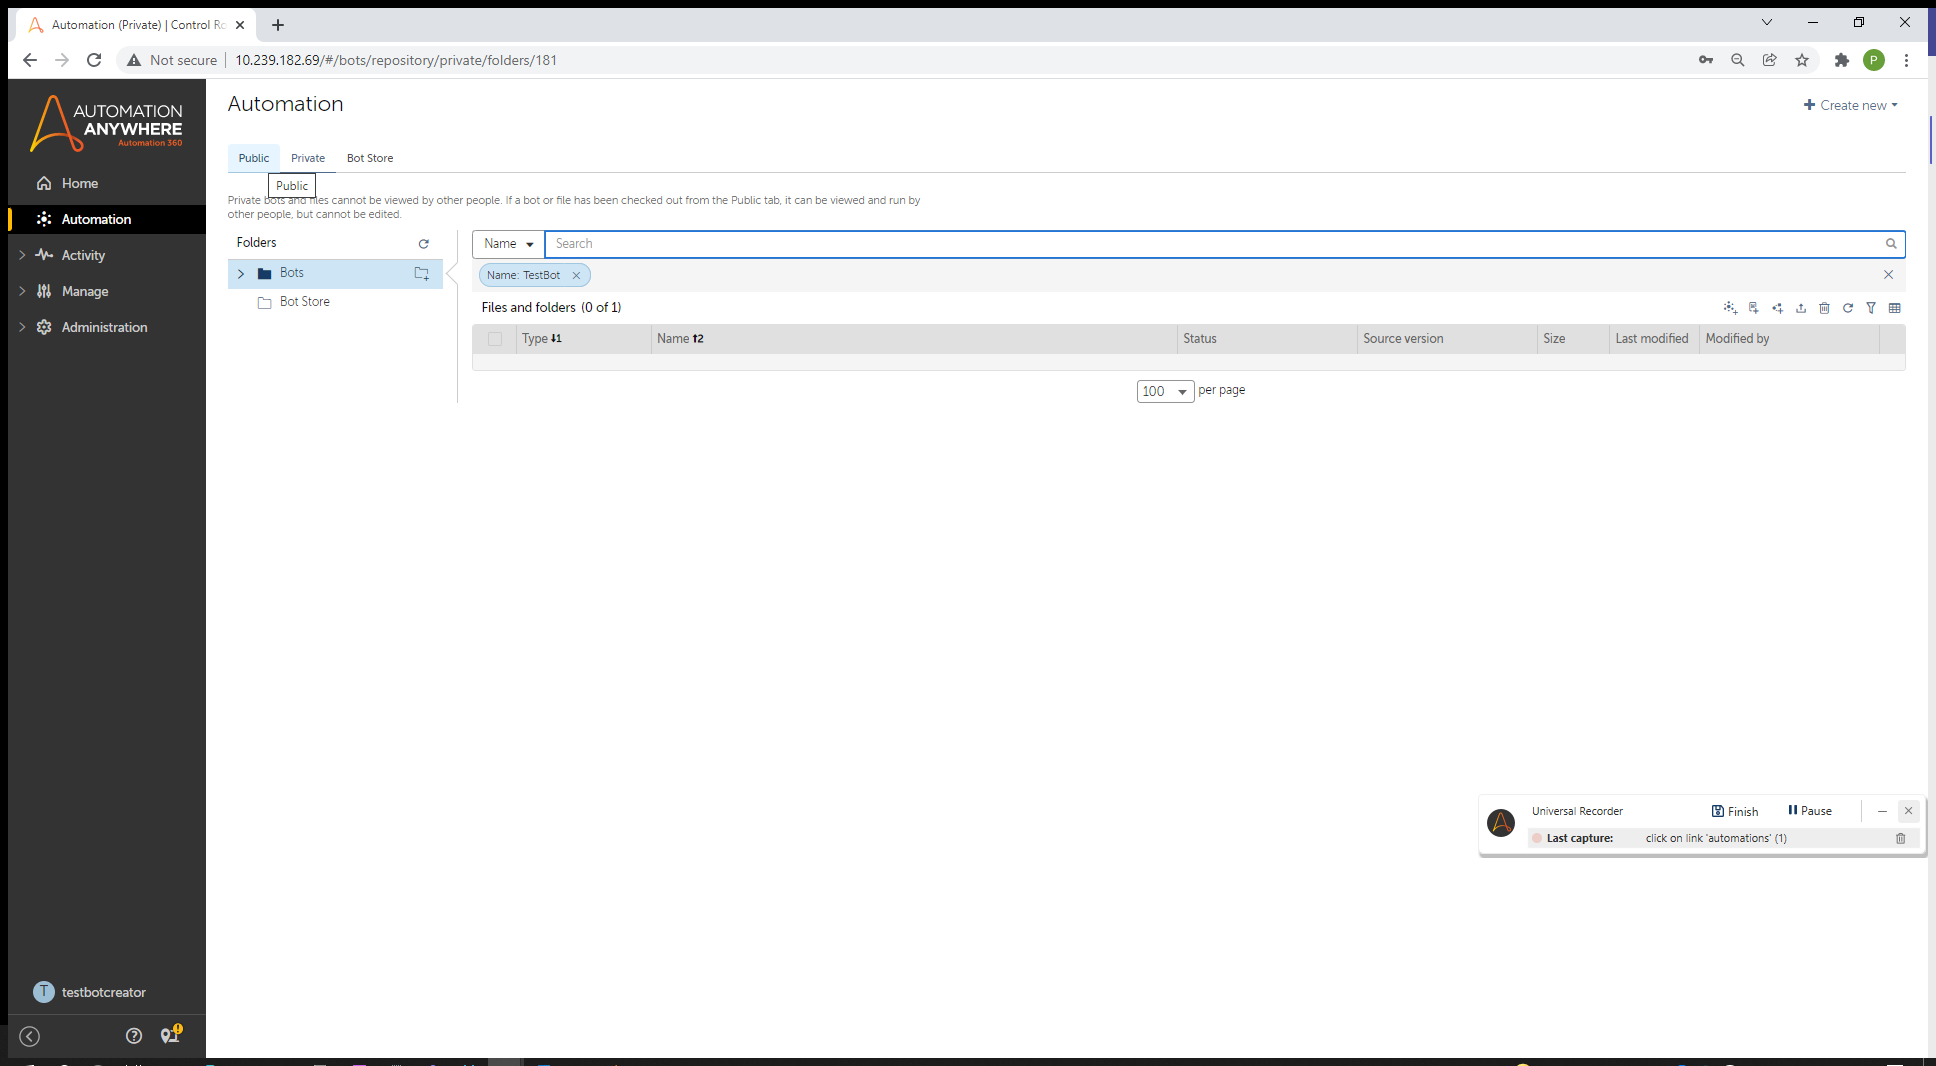 Automation (Private) | Control Ro
Not secure
10.239.182.69/#/bots/repository/private/folders/181
P
AUTOMATION
ANYWHERE
Automation 360
Automation
Create new
Public
Private
Bot Store
Public
Private bots and files cannot be viewed by other people. If a bot or file has been checked out from the Public tab, it can be viewed and run by
other people, but cannot be edited.
Home
Automation
Activity
Manage
Administration
Folders
Bots
Bot Store
Name
Search
Name: TestBot
Files and folders (0 of 1)
Type 1
Name 2
Status
Source version
Size
Last modified
Modified by
100
per page
Universal Recorder
Finish
Pause
Last capture:
click on link 'automations' (1)
T
testbotcreator